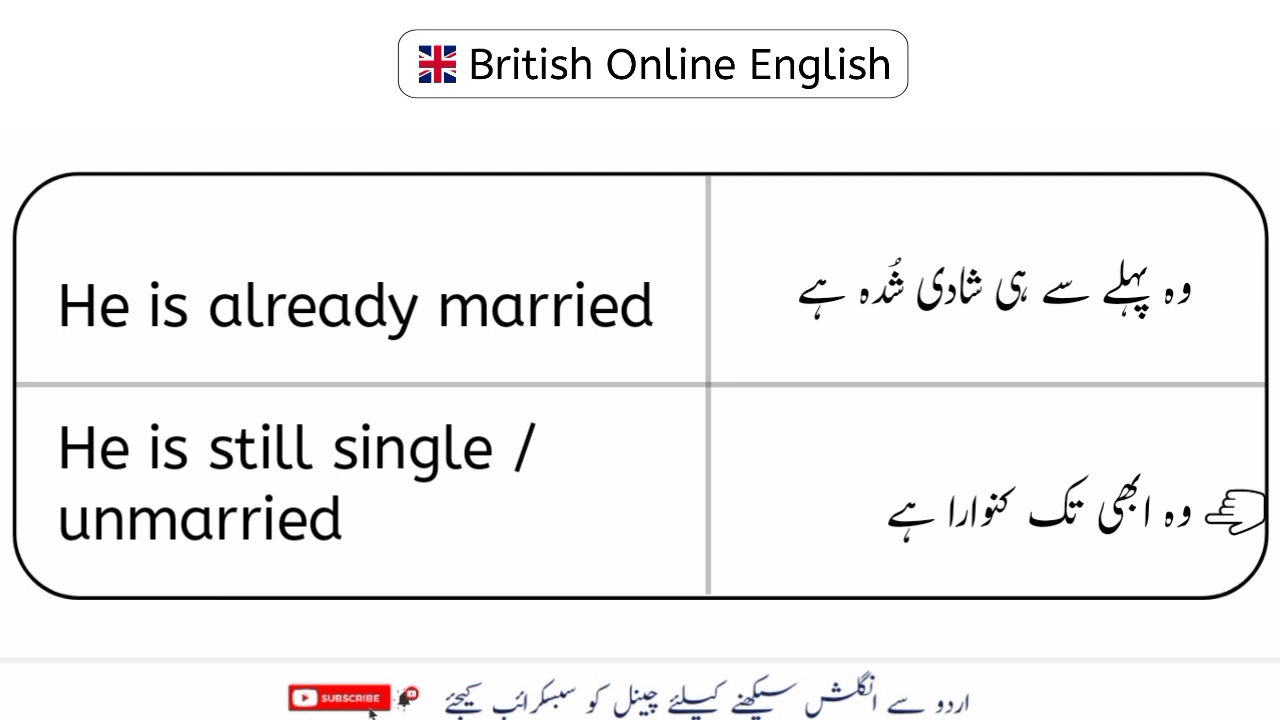 British Online English
He is already married
وہ پہلے سے ہی شادی شُدہ ہے
He is still single /
unmarried
وہ ابھی تک کنوارا ہے
SUBSCRIBE
اردو سے انگلش سیکھنے کیلئے چینل کو سبسکرائب کیجئے